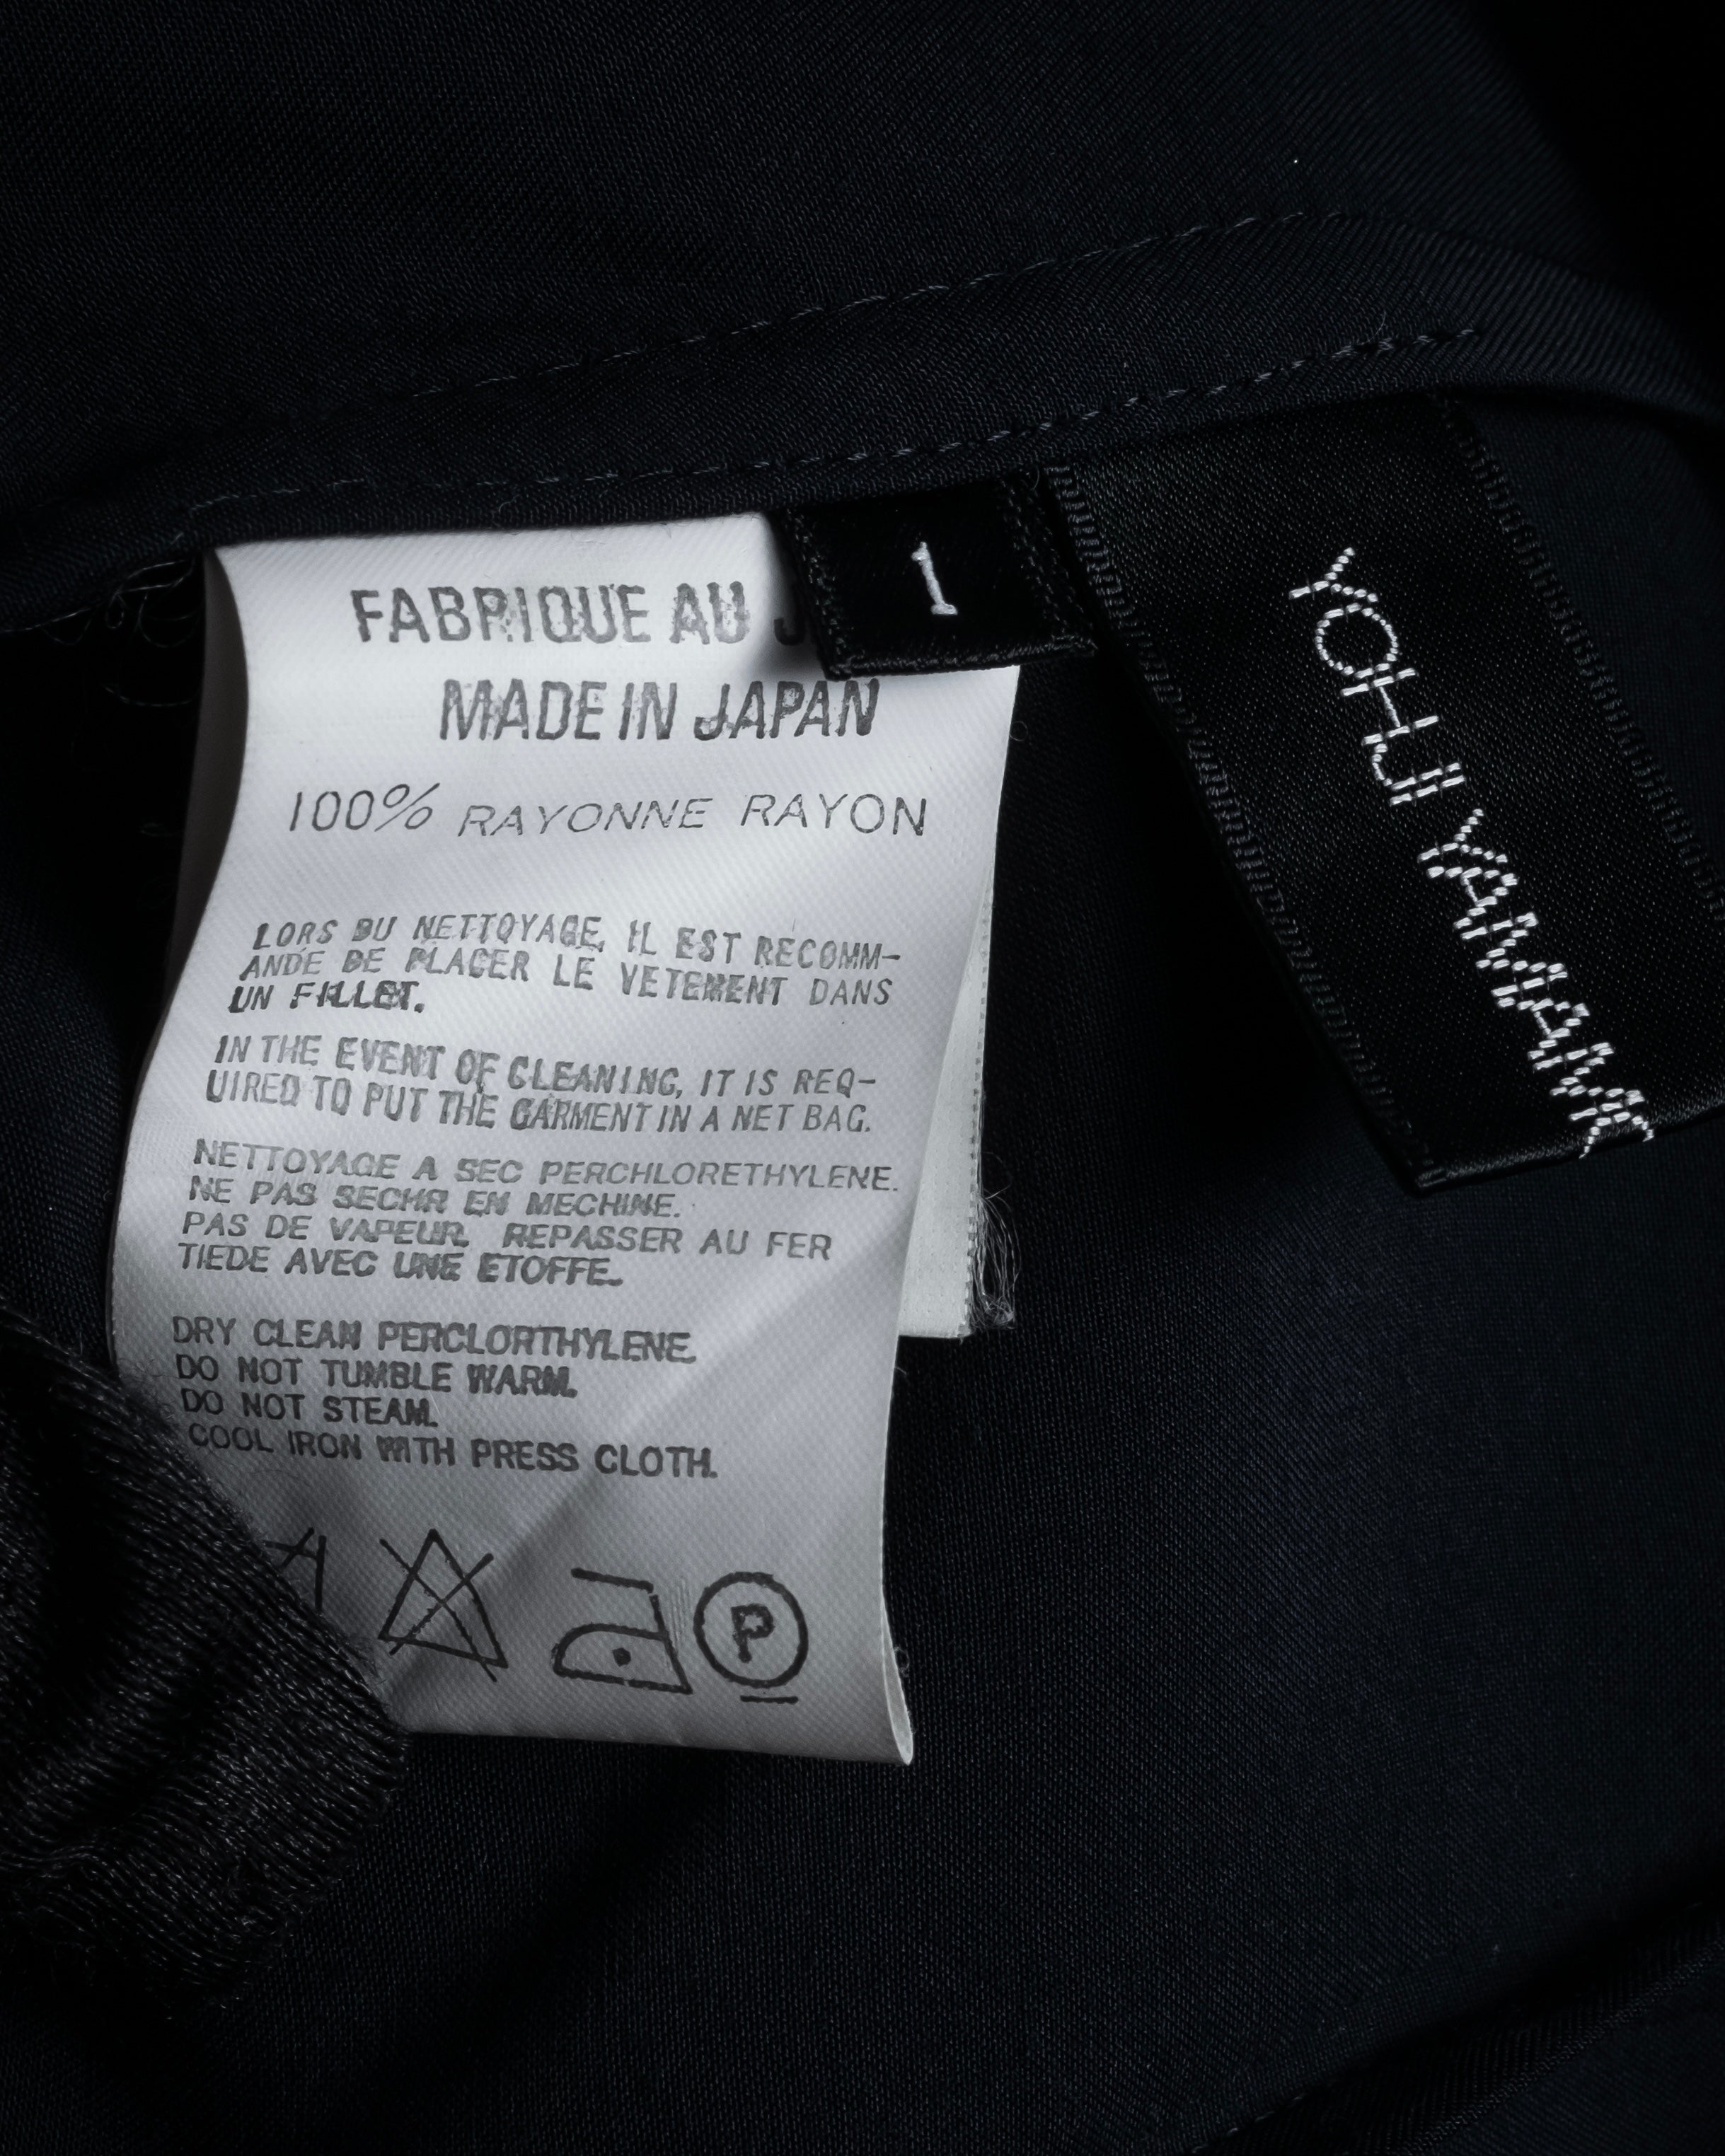 FABRIQUE AU J
MADE IN JAPAN
100% RAYONNE RAYON
LORS DU NETTOYAGE, IL EST RECOMM-
ANDE DE PLACER LE VETEMENT DANS
UN FILLET.
IN THE EVENT OF CLEANING, IT IS REQ-
UIRED TO PUT THE GARMENT IN A NET BAG.
NETTOYAGE A SEC PERCHLORETHYLENE.
NE PAS SECHR EN MECHINE.
PAS DE VAPEUR. REPASSER AU FER
TIEDE AVEC UNE ETOFFE.
DRY CLEAN PERCLORTHYLENE.
DO NOT TUMBLE WARM.
DO NOT STEAM.
COOL IRON WITH PRESS CLOTH.
P
1
YOHJI YAMAM